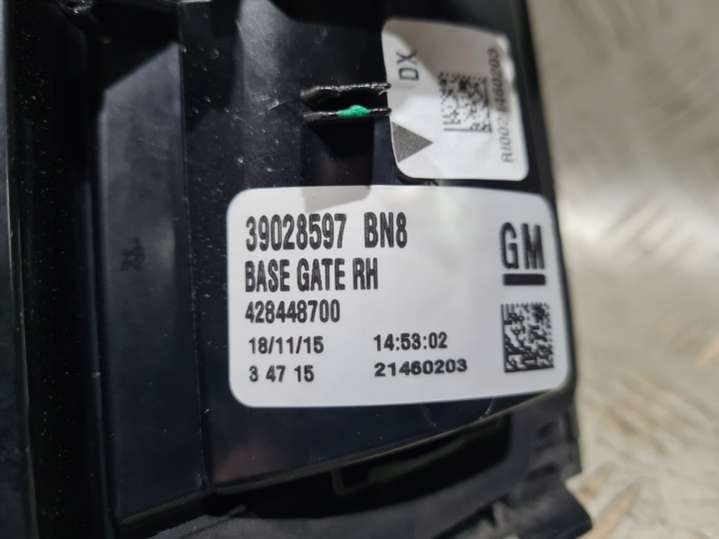 DX
39028597 BN8
GM
BASE GATE RH
428448700
18/11/15 14:53:02
3 47 15 21460203